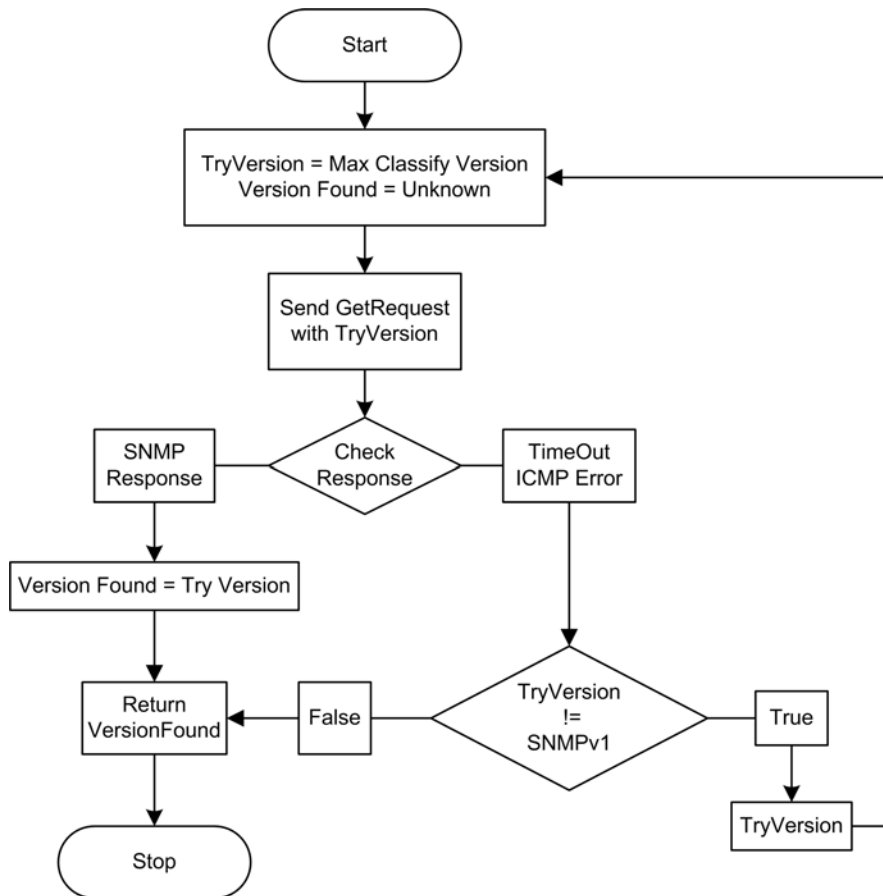 Start
TryVersion = Max Classify Version
Version Found = Unknown
Send GetRequest
with TryVersion
SNMP
Response
Check
Response
TimeOut
ICMP Error
Version Found = Try Version
Return
VersionFound
False
TryVersion
!=
SNMPv1
True
TryVersion
Stop